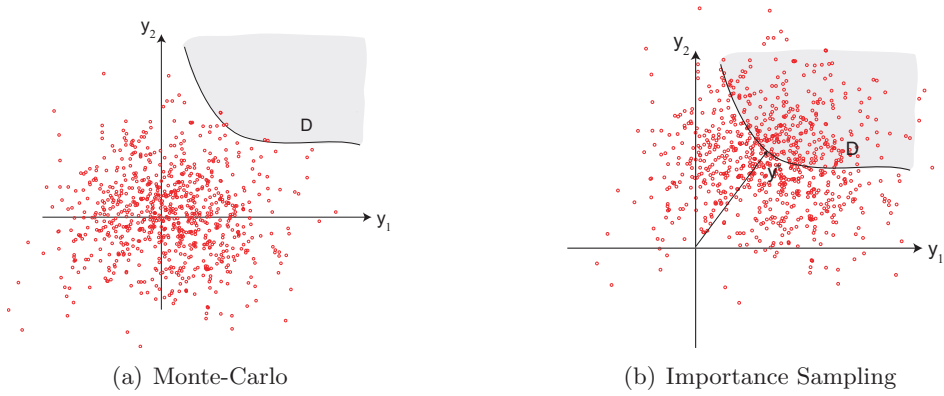 y2
D
y1
(a) Monte-Carlo
y2
D
y
y1
(b) Importance Sampling